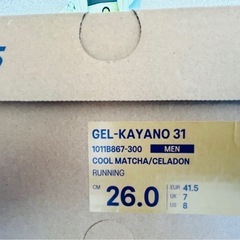 GEL-KAYANO 31
1011B867-300 MEN
COOL MATCHA/CELADON
RUNNING
CM 26.0
EUR 41.5
UK 7
US 8